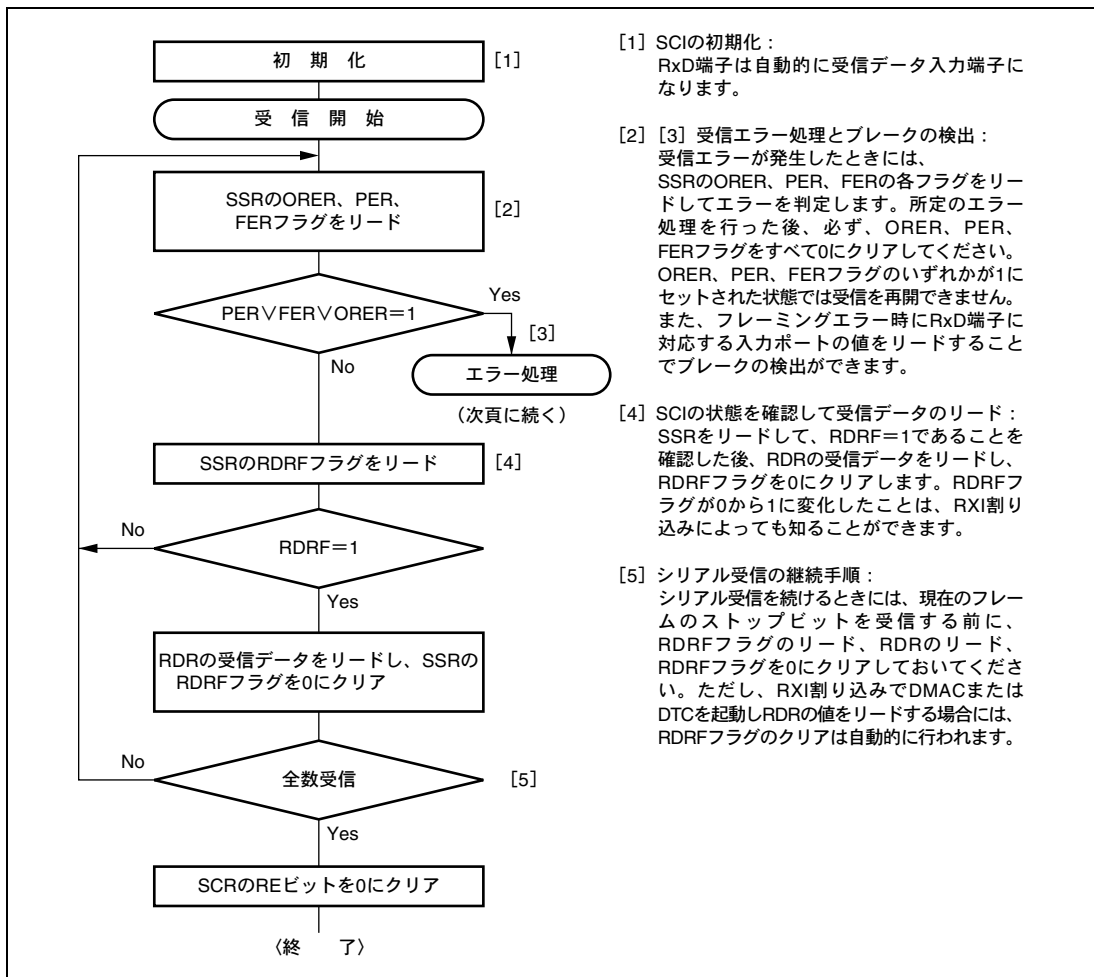 初　期　化
[1]
受　信　開　始
SSRのORER、PER、
FERフラグをリード
[2]
PER∨FER∨ORER＝1
Yes
[3]
No
エラー処理
（次頁に続く）
SSRのRDRFフラグをリード
[4]
No
RDRF＝1
Yes
RDRの受信データをリードし、SSRの
RDRFフラグを0にクリア
No
全数受信
[5]
Yes
SCRのREビットを0にクリア
〈終　　了〉
[1] SCIの初期化：
RxD端子は自動的に受信データ入力端子に
なります。
[2] [3] 受信エラー処理とブレークの検出：
受信エラーが発生したときには、
SSRのORER、PER、FERの各フラグをリー
ドしてエラーを判定します。所定のエラー
処理を行った後、必ず、ORER、PER、
FERフラグをすべて0にクリアしてください。
ORER、PER、FERフラグのいずれかが1に
セットされた状態では受信を再開できません。
また、フレーミングエラー時にRxD端子に
対応する入力ポートの値をリードすること
でブレークの検出ができます。
[4] SCIの状態を確認して受信データのリード：
SSRをリードして、RDRF＝1であることを
確認した後、RDRの受信データをリードし、
RDRFフラグを0にクリアします。RDRFフ
ラグが0から1に変化したことは、RXI割り
込みによっても知ることができます。
[5] シリアル受信の継続手順：
シリアル受信を続けるときには、現在のフレー
ムのストップビットを受信する前に、
RDRFフラグのリード、RDRのリード、
RDRFフラグを0にクリアしておいてくださ
い。ただし、RXI割り込みでDMACまたは
DTCを起動しRDRの値をリードする場合には、
RDRFフラグのクリアは自動的に行われます。